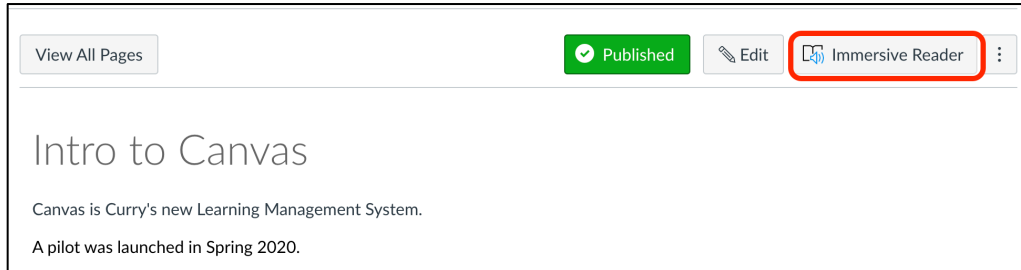 View All Pages
Published
Edit
Immersive Reader
Intro to Canvas
Canvas is Curry's new Learning Management System.
A pilot was launched in Spring 2020.